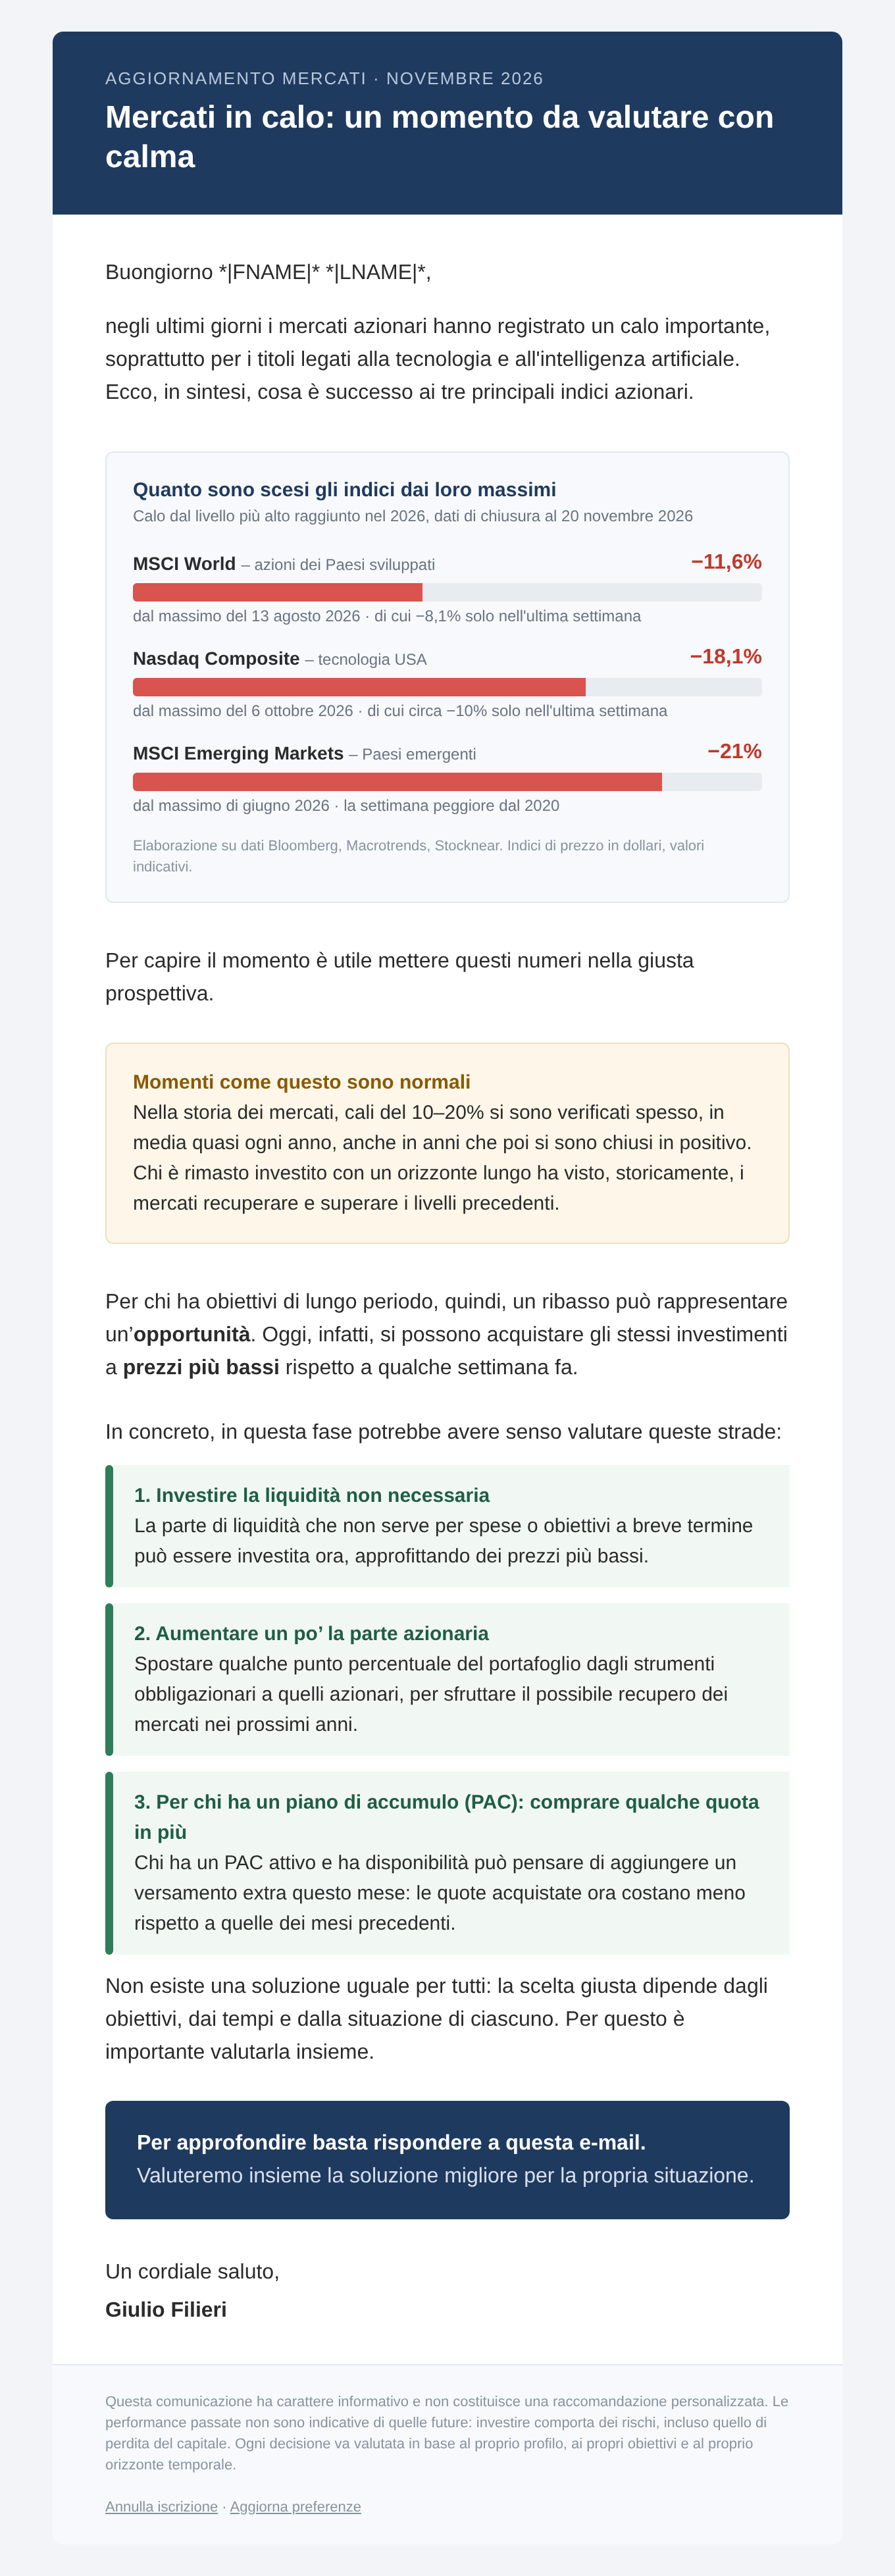 AGGIORNAMENTO MERCATI · NOVEMBRE 2026
Mercati in calo: un momento da valutare con
calma
Buongiorno *|FNAME|* *|LNAME|*,
negli ultimi giorni i mercati azionari hanno registrato un calo importante,
soprattutto per i titoli legati alla tecnologia e all'intelligenza artificiale.
Ecco, in sintesi, cosa è successo ai tre principali indici azionari.
Quanto sono scesi gli indici dai loro massimi
Calo dal livello più alto raggiunto nel 2026, dati di chiusura al 20 novembre 2026
MSCI World – azioni dei Paesi sviluppati −11,6%
dal massimo del 13 agosto 2026 · di cui −8,1% solo nell'ultima settimana
Nasdaq Composite – tecnologia USA −18,1%
dal massimo del 6 ottobre 2026 · di cui circa −10% solo nell'ultima settimana
MSCI Emerging Markets – Paesi emergenti −21%
dal massimo di giugno 2026 · la settimana peggiore dal 2020
Elaborazione su dati Bloomberg, Macrotrends, Stocknear. Indici di prezzo in dollari, valori
indicativi.
Per capire il momento è utile mettere questi numeri nella giusta
prospettiva.
Momenti come questo sono normali
Nella storia dei mercati, cali del 10–20% si sono verificati spesso, in
media quasi ogni anno, anche in anni che poi si sono chiusi in positivo.
Chi è rimasto investito con un orizzonte lungo ha visto, storicamente, i
mercati recuperare e superare i livelli precedenti.
Per chi ha obiettivi di lungo periodo, quindi, un ribasso può rappresentare
un’opportunità. Oggi, infatti, si possono acquistare gli stessi investimenti
a prezzi più bassi rispetto a qualche settimana fa.
In concreto, in questa fase potrebbe avere senso valutare queste strade:
1. Investire la liquidità non necessaria
La parte di liquidità che non serve per spese o obiettivi a breve termine
può essere investita ora, approfittando dei prezzi più bassi.
2. Aumentare un po’ la parte azionaria
Spostare qualche punto percentuale del portafoglio dagli strumenti
obbligazionari a quelli azionari, per sfruttare il possibile recupero dei
mercati nei prossimi anni.
3. Per chi ha un piano di accumulo (PAC): comprare qualche quota
in più
Chi ha un PAC attivo e ha disponibilità può pensare di aggiungere un
versamento extra questo mese: le quote acquistate ora costano meno
rispetto a quelle dei mesi precedenti.
Non esiste una soluzione uguale per tutti: la scelta giusta dipende dagli
obiettivi, dai tempi e dalla situazione di ciascuno. Per questo è
importante valutarla insieme.
Per approfondire basta rispondere a questa e-mail.
Valuteremo insieme la soluzione migliore per la propria situazione.
Un cordiale saluto,
Giulio Filieri
Questa comunicazione ha carattere informativo e non costituisce una raccomandazione personalizzata. Le
performance passate non sono indicative di quelle future: investire comporta dei rischi, incluso quello di
perdita del capitale. Ogni decisione va valutata in base al proprio profilo, ai propri obiettivi e al proprio
orizzonte temporale.
Annulla iscrizione · Aggiorna preferenze